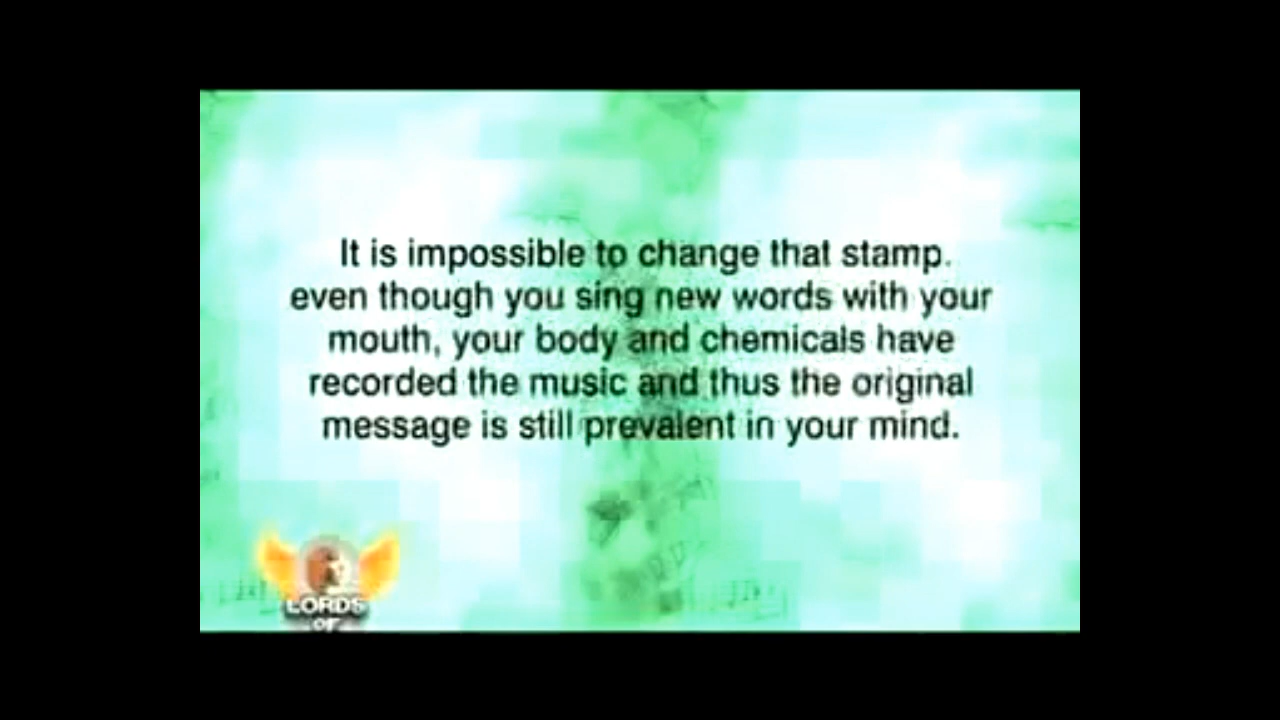 It is impossible to change that stamp.
even though you sing new words with your
mouth, your body and chemicals have
recorded the music and thus the original
message is still prevalent in your mind.
LORDS
OF